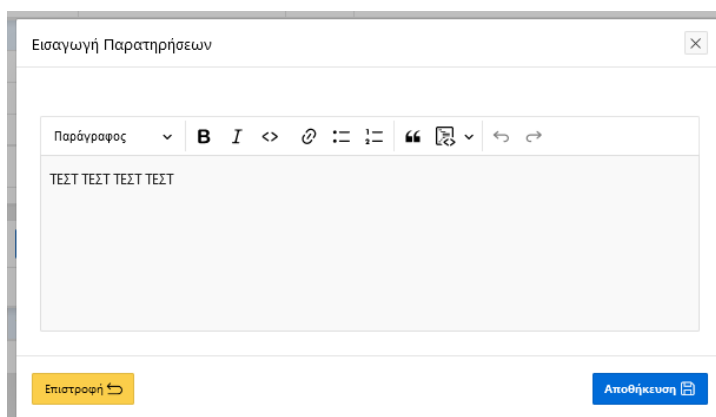 Εισαγωγή Παρατηρήσεων
Παράγραφος
ΤΕΣΤ ΤΕΣΤ ΤΕΣΤ ΤΕΣΤ
Επιστροφή
Αποθήκευση